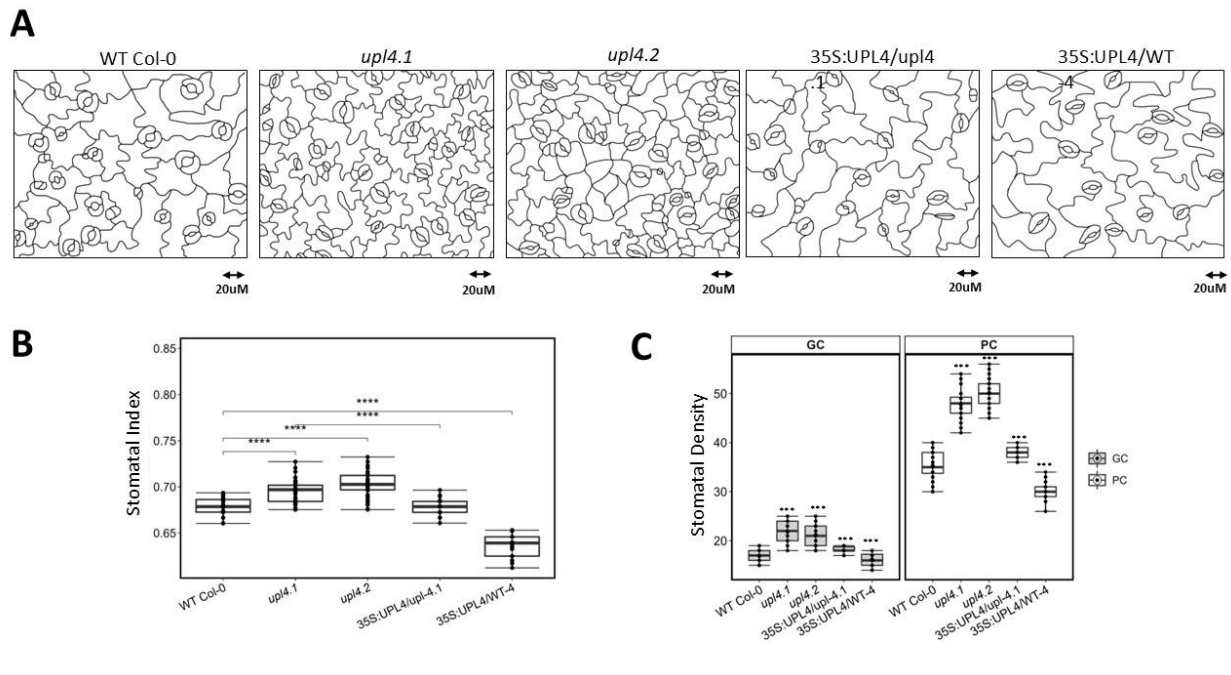 A
WT Col-0
upl4.1
upl4.2
35S:UPL4/upl4
.1
35S:UPL4/WT
-4
20uM
20uM
20uM
20uM
20uM
B
Stomatal Index
0.85
0.80
0.75
0.70
0.65
****
****
****
****
WT Col-0
upl4.1
upl4.2
35S:UPL4/upl-4.1
35S:UPL4/WT-4
C
GC
PC
Stomatal Density
50
40
30
20
***
***
***
***
***
***
***
***
WT Col-0
upl4.1
upl4.2
35S:UPL4/upl-4.1
35S:UPL4/WT-4
WT Col-0
upl4.1
upl4.2
35S:UPL4/upl-4.1
35S:UPL4/WT-4
GC
PC